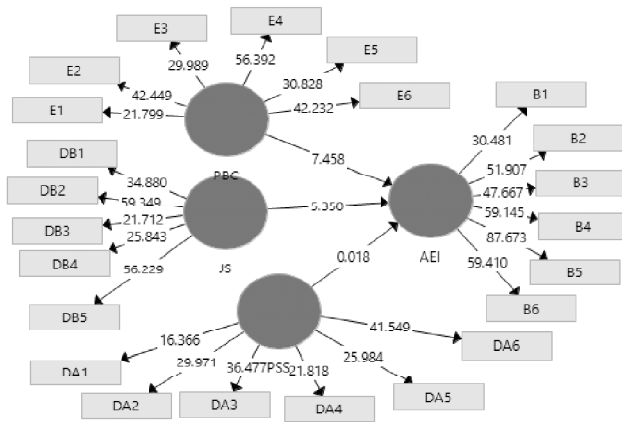 E3
E4
E5
E2
E6
E1
29.989
56.392
30.828
42.449
42.232
21.799
PBC
7.458
B1
B2
B3
B4
B5
B6
30.481
51.907
47.667
59.145
87.673
59.410
AEI
DB1
DB2
DB3
DB4
DB5
34.880
59.349
21.712
25.843
56.229
JS
5.350
0.018
PSS
16.366
29.971
36.477
21.818
25.984
41.549
DA1
DA2
DA3
DA4
DA5
DA6